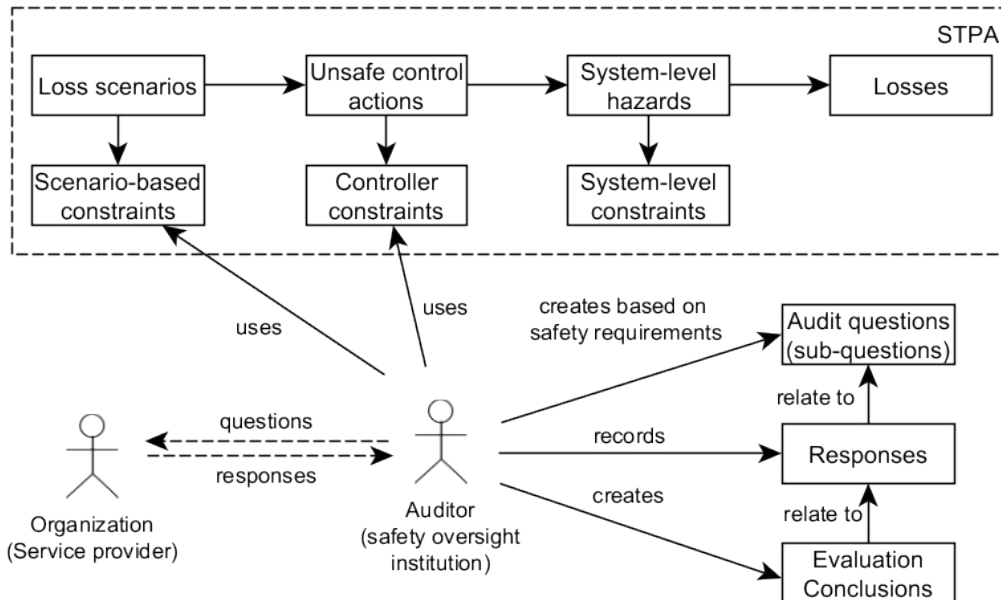 STPA
Loss scenarios
Unsafe control
actions
System-level
hazards
Losses
Scenario-based
constraints
Controller
constraints
System-level
constraints
uses
uses
creates based on
safety requirements
Audit questions
(sub-questions)
relate to
questions
responses
records
Responses
creates
relate to
Organization
(Service provider)
Auditor
(safety oversight
institution)
Evaluation
Conclusions